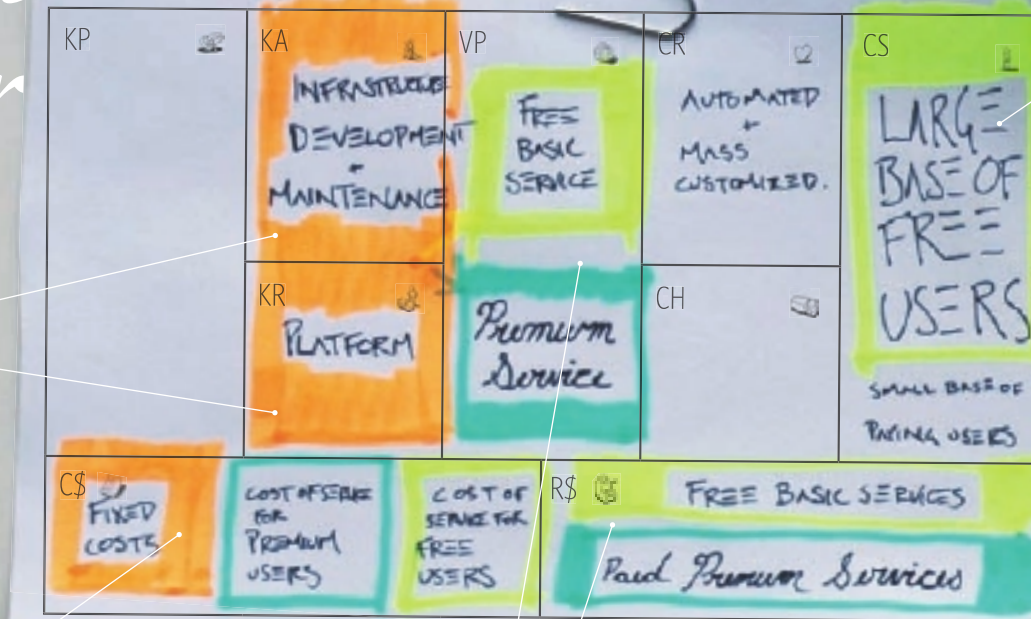 KP
KA
INFRASTRUCTURE
DEVELOPMENT
+
MAINTENANCE
KR
PLATFORM
VP
FREE
BASIC
SERVICE
Premium
Service
CR
AUTOMATED
+
MASS
CUSTOMIZED.
CH
CS
LARGE
BASE OF
FREE
USERS
SMALL BASE OF
PAYING USERS
C$
FIXED
COSTS
COST OF SERVICE
FOR
PREMIUM
USERS
COST OF
SERVICE FOR
FREE
USERS
R$
FREE BASIC SERVICES
Paid Premium Services